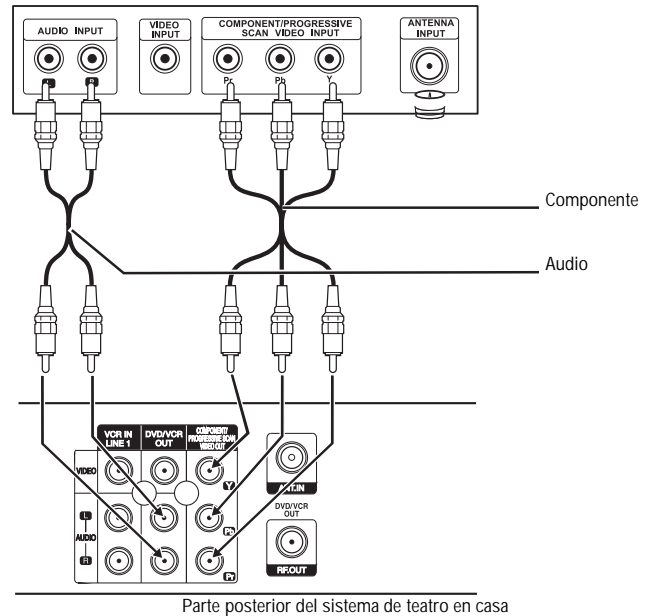 AUDIO INPUT
VIDEO
INPUT
COMPONENT/PROGRESSIVE
SCAN VIDEO INPUT
ANTENNA
INPUT
Pr Pb Y
Componente
Audio
VCR IN
LINE 1
DVD/VCR
OUT
COMPONENT/
PROGRESSIVE SCAN
VIDEO OUT
VIDEO
Y
ANT.IN
L
AUDIO
R
Pb
Pr
DVD/VCR
OUT
RF.OUT
Parte posterior del sistema de teatro en casa